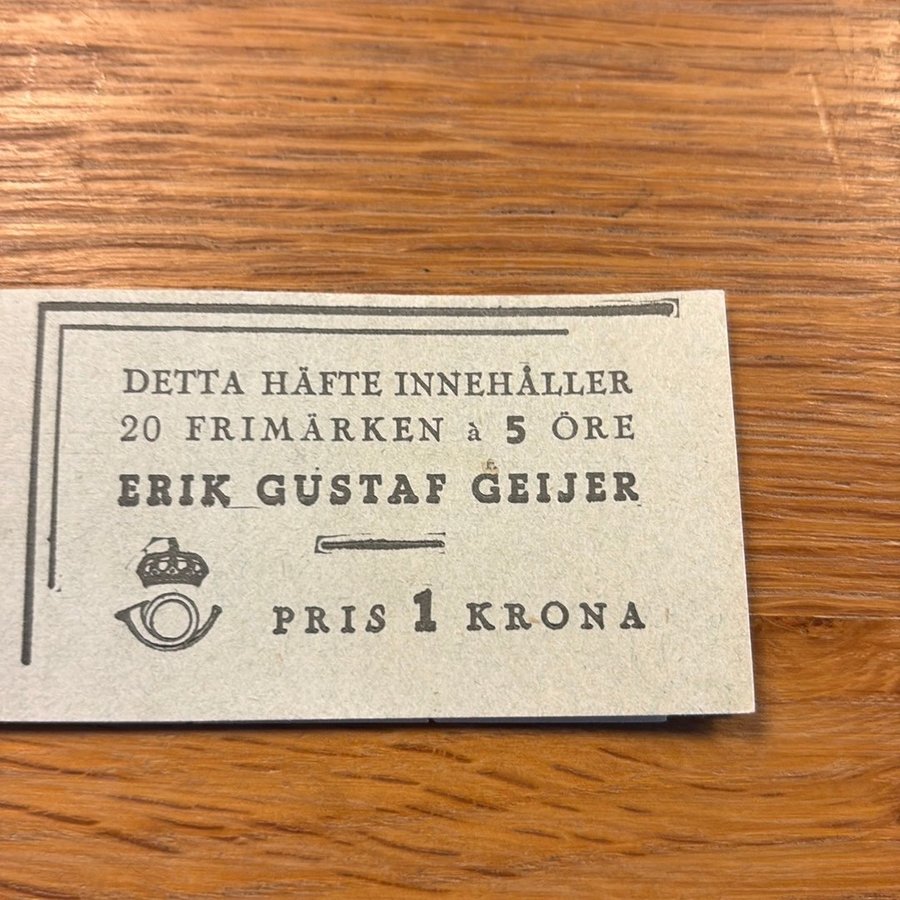 DETTA HÄFTE INNEHÅLLER
20 FRIMÄRKEN à 5 ÖRE
ERIK GUSTAF GEIJER
PRIS 1 KRONA